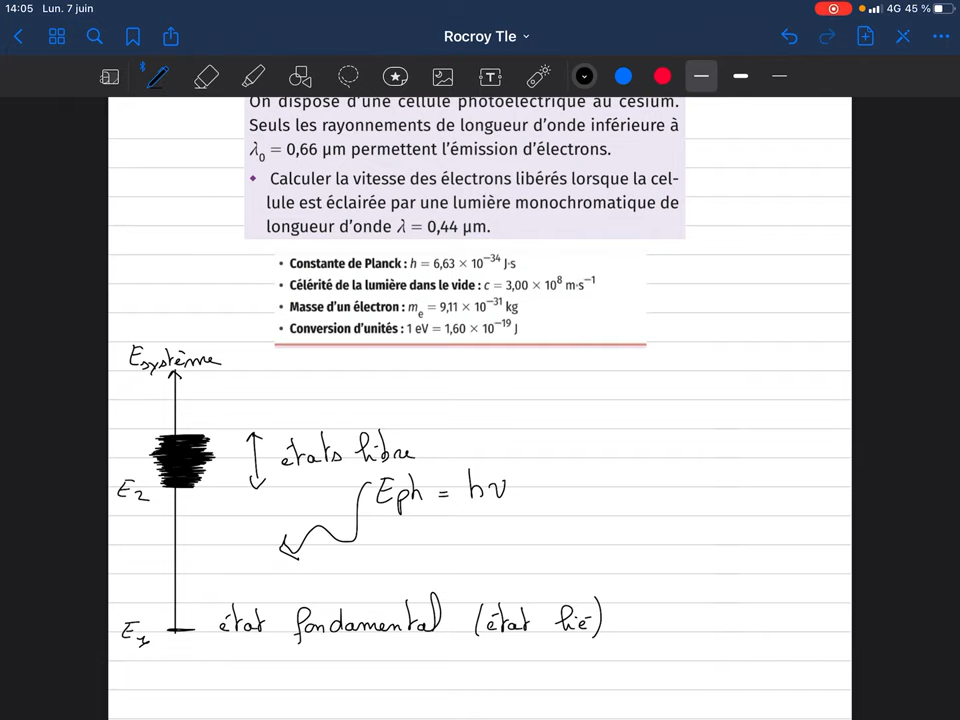 14:05 Lun. 7 juin
4G 45 %
Rocroy Tle
On dispose d'une cellule photoélectrique au césium.
Seuls les rayonnements de longueur d'onde inférieure à
λ₀ = 0,66 µm permettent l'émission d'électrons.
Calculer la vitesse des électrons libérés lorsque la cel-
lule est éclairée par une lumière monochromatique de
longueur d'onde λ = 0,44 µm.
• Constante de Planck : h = 6,63 × 10⁻³⁴ J·s
• Célérité de la lumière dans le vide : c = 3,00 × 10⁸ m·s⁻¹
• Masse d'un électron : mₑ = 9,11 × 10⁻³¹ kg
• Conversion d'unités : 1 eV = 1,60 × 10⁻¹⁹ J
Esystème
états libre
E2
Eph = hν
E1 état fondamental (état lié)